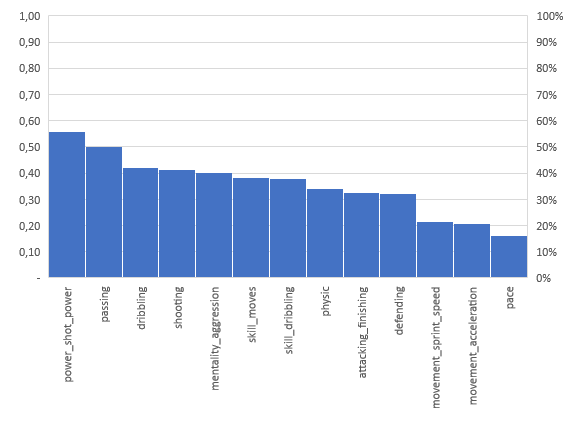 1,00
0,90
0,80
0,70
0,60
0,50
0,40
0,30
0,20
0,10
-
100%
90%
80%
70%
60%
50%
40%
30%
20%
10%
0%
power_shot_power
passing
dribbling
shooting
mentality_aggression
skill_moves
skill_dribbling
physic
attacking_finishing
defending
movement_sprint_speed
movement_acceleration
pace